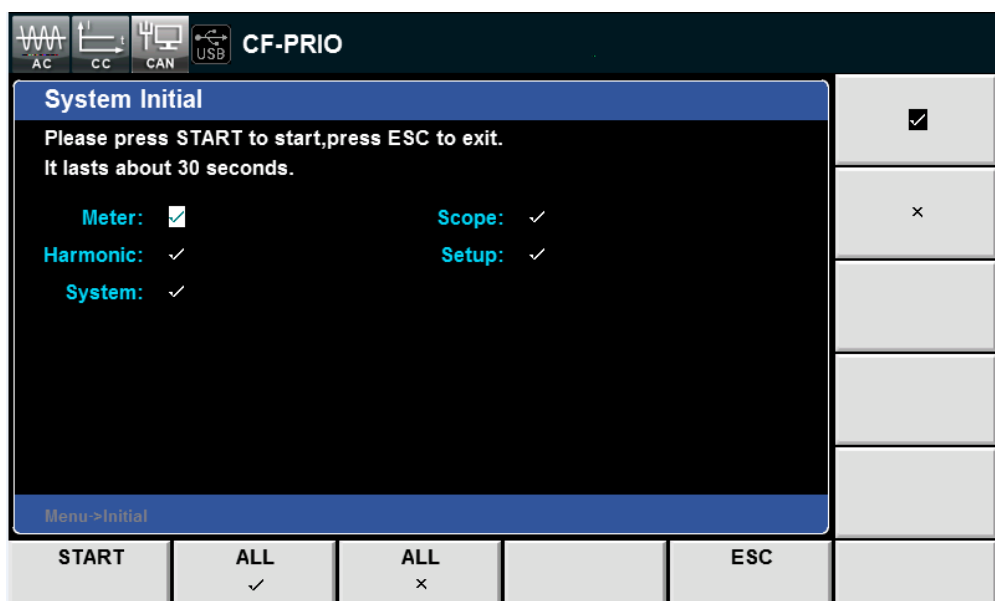 AC CC CAN USB CF-PRIO
t
System Initial
Please press START to start,press ESC to exit.
It lasts about 30 seconds.
Meter: ✓ Scope: ✓
Harmonic: ✓ Setup: ✓
System: ✓
✓
×
Menu->Initial
START ALL ALL ESC
✓ ×